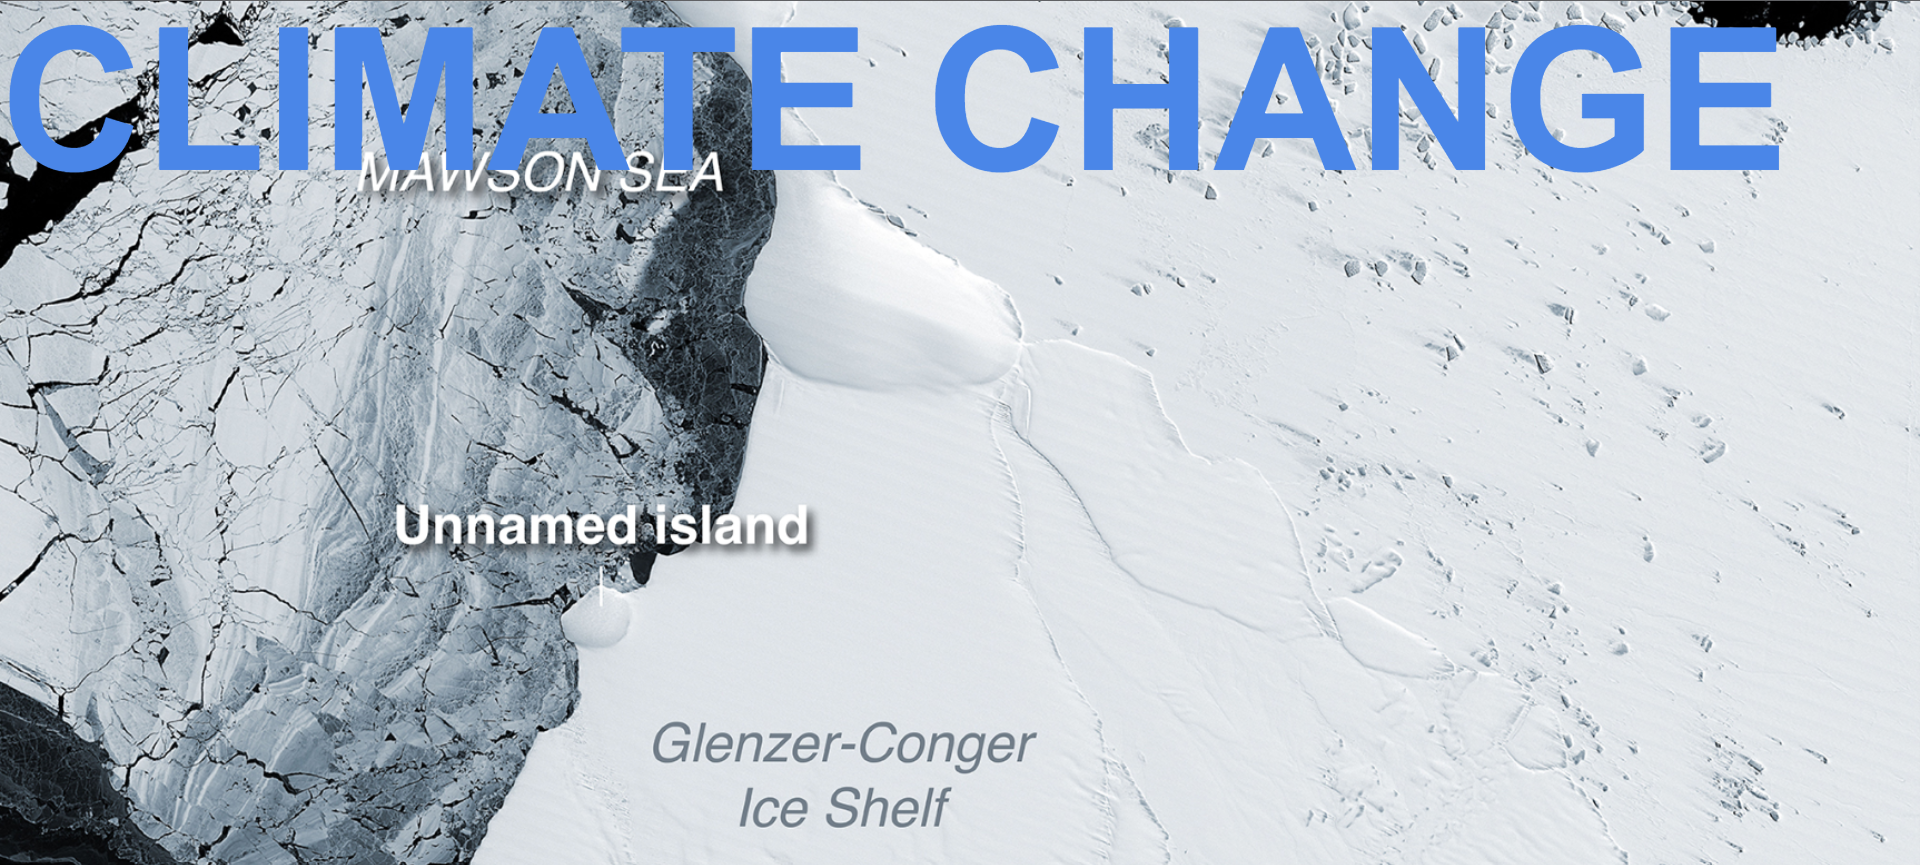 CLIMATE CHANGE
MAWSON SEA
Unnamed island
Glenzer-Conger
Ice Shelf